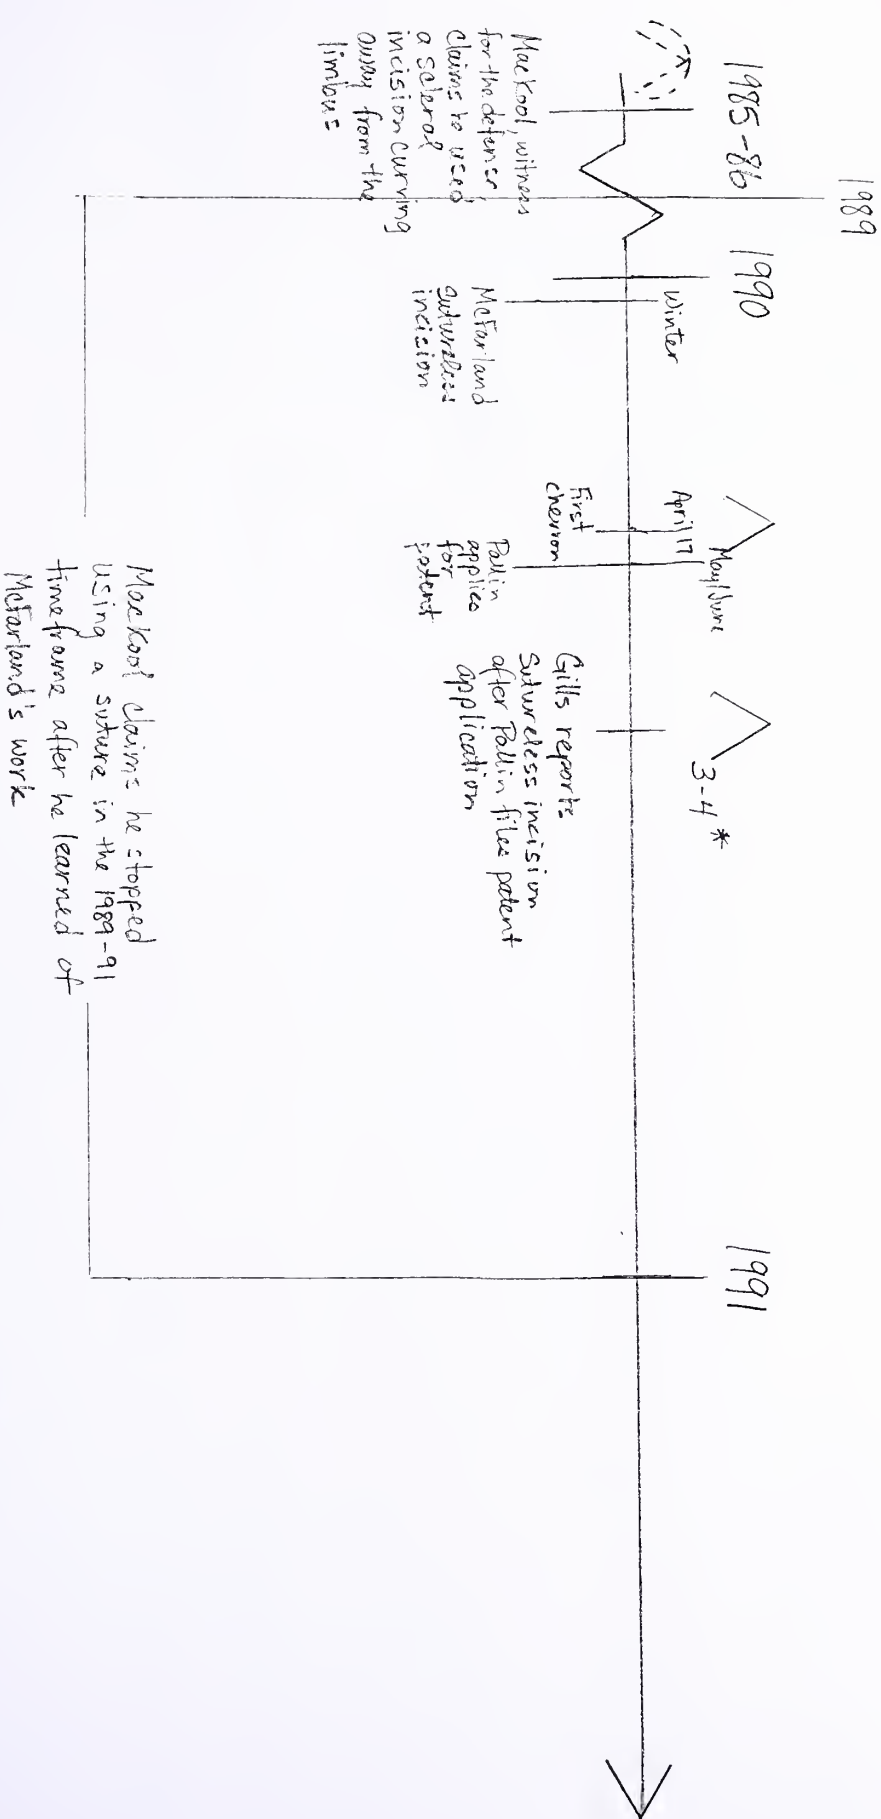 1989
1985-86
1990
1991
Winter
April 17
May/June
3-4 *
MacKool, witness
for the defense,
claims he used
a scleral
incision curving
away from the
limbus
McFarland
sutureless
incision
First
chevron
Pallin
applies
for
patent
Gills reports
sutureless incision
after Pallin files patent
application
MacKool claims he stopped
using a suture in the 1989-91
timeframe after he learned of
McFarland's work